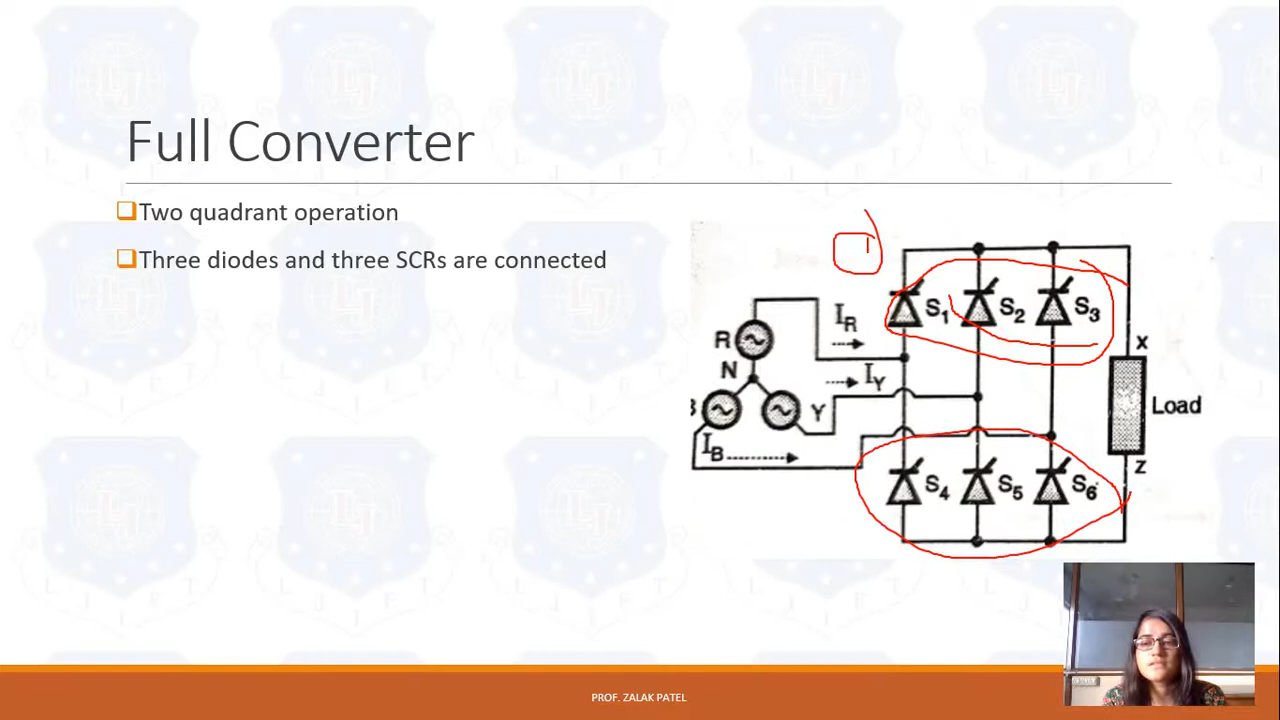 Full Converter
Two quadrant operation
Three diodes and three SCRs are connected
S1 S2 S3
IR
R
N
IY
Y
IB
X
Load
Z
S4 S5 S6
PROF. ZALAK PATEL